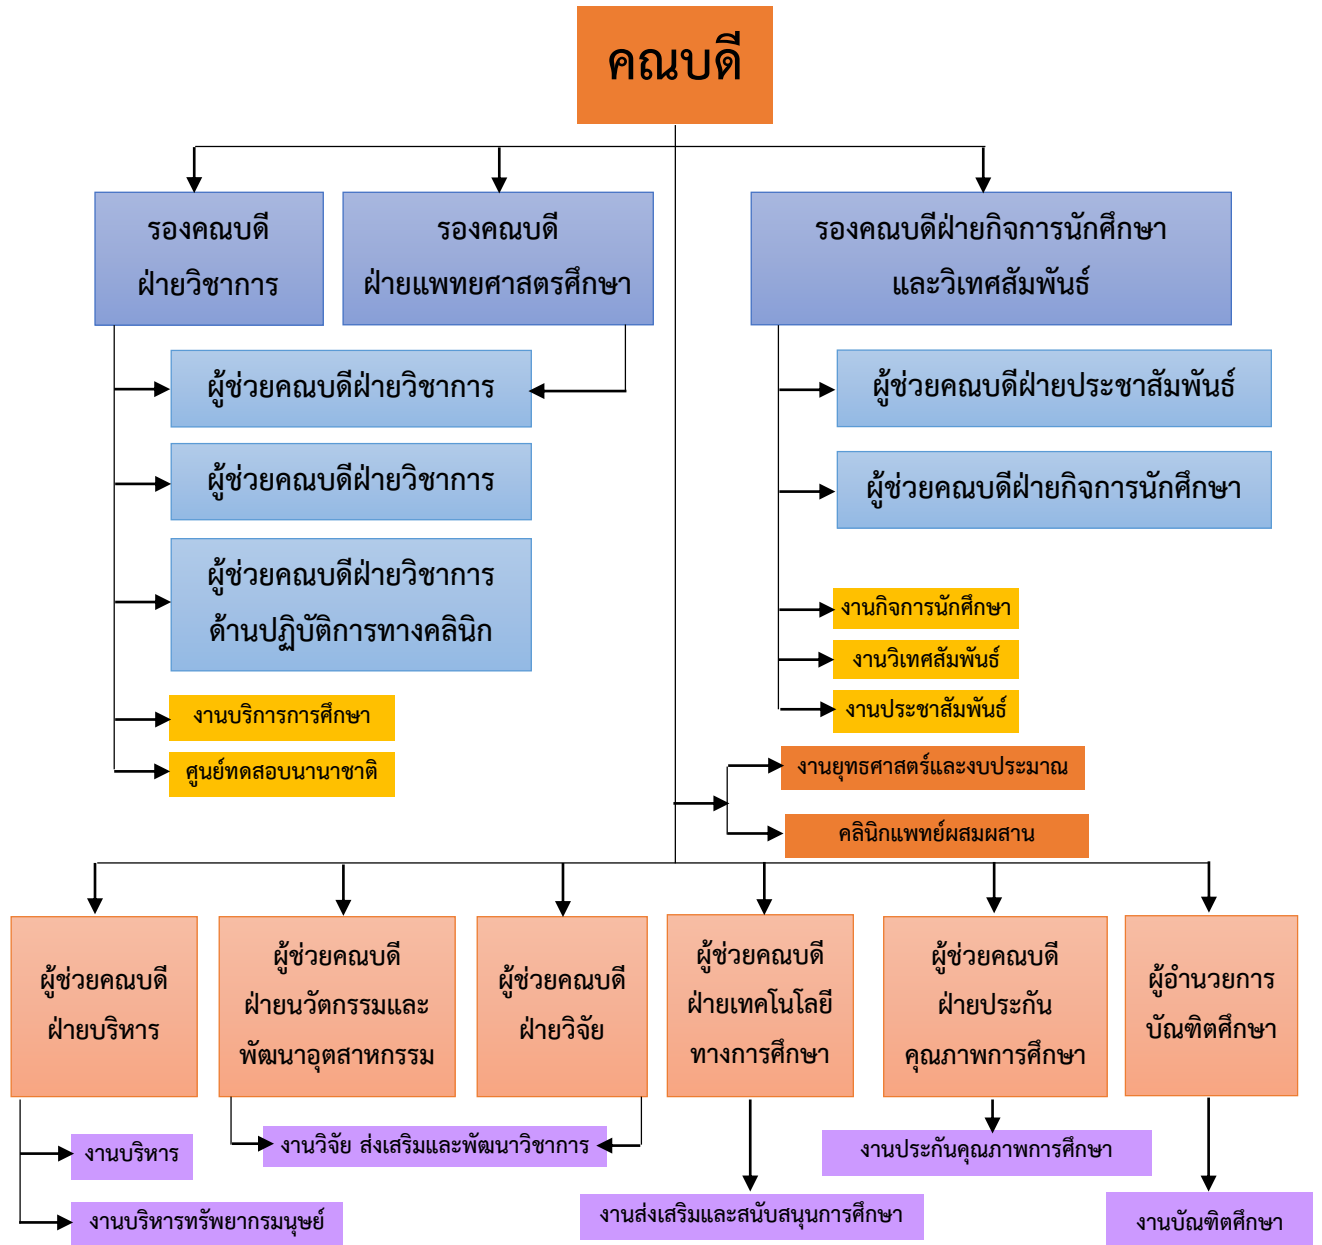 คณบดี
รองคณบดี
ฝ่ายวิชาการ
รองคณบดี
ฝ่ายแพทยศาสตรศึกษา
รองคณบดีฝ่ายกิจการนักศึกษา
และวิเทศสัมพันธ์
ผู้ช่วยคณบดีฝ่ายวิชาการ
ผู้ช่วยคณบดีฝ่ายวิชาการ
ผู้ช่วยคณบดีฝ่ายวิชาการ
ด้านปฏิบัติการทางคลินิก
งานบริการการศึกษา
ศูนย์ทดสอบนานาชาติ
ผู้ช่วยคณบดีฝ่ายประชาสัมพันธ์
ผู้ช่วยคณบดีฝ่ายกิจการนักศึกษา
งานกิจการนักศึกษา
งานวิเทศสัมพันธ์
งานประชาสัมพันธ์
งานยุทธศาสตร์และงบประมาณ
คลินิกแพทย์ผสมผสาน
ผู้ช่วยคณบดี
ฝ่ายบริหาร
ผู้ช่วยคณบดี
ฝ่ายนวัตกรรมและ
พัฒนาอุตสาหกรรม
ผู้ช่วยคณบดี
ฝ่ายวิจัย
ผู้ช่วยคณบดี
ฝ่ายเทคโนโลยี
ทางการศึกษา
ผู้ช่วยคณบดี
ฝ่ายประกัน
คุณภาพการศึกษา
ผู้อำนวยการ
บัณฑิตศึกษา
งานบริหาร
งานบริหารทรัพยากรมนุษย์
งานวิจัย ส่งเสริมและพัฒนาวิชาการ
งานส่งเสริมและสนับสนุนการศึกษา
งานประกันคุณภาพการศึกษา
งานบัณฑิตศึกษา